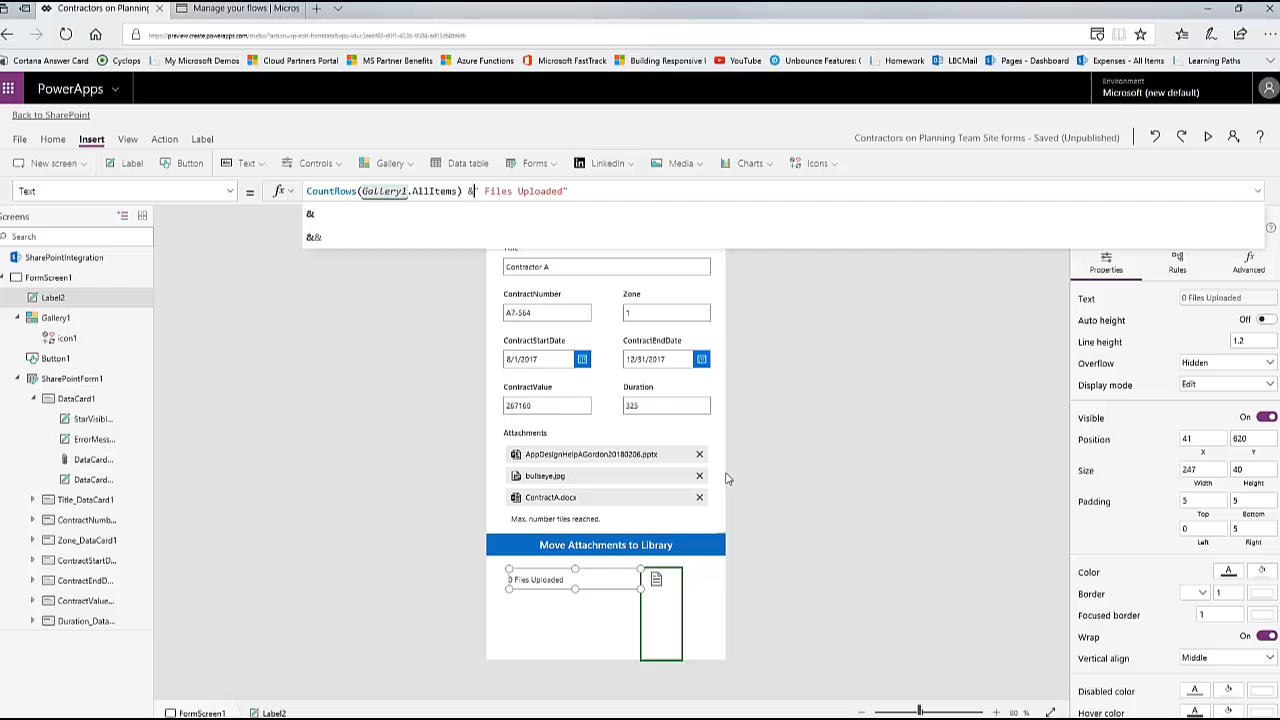 Contractors on Planning
Manage your flows | Micros
https://preview.create.powerapps.com/studio/
Cortana Answer Card
Cyclops
My Microsoft Demos
Cloud Partners Portal
MS Partner Benefits
Azure Functions
Microsoft FastTrack
Building Responsive I
YouTube
Unbounce Features: C
Homework
LBCMail
Pages - Dashboard
Expenses - All Items
Learning Paths
PowerApps
Environment
Microsoft (new default)
Back to SharePoint
File
Home
Insert
View
Action
Label
Contractors on Planning Team Site forms - Saved (Unpublished)
New screen
Label
Button
Text
Controls
Gallery
Data table
Forms
LinkedIn
Media
Charts
Icons
Text
=
fx
CountRows(Gallery1.AllItems) &" Files Uploaded"
&
&&
Screens
Search
SharePointIntegration
FormScreen1
Label2
Gallery1
icon1
Button1
SharePointForm1
DataCard1
StarVisibl...
ErrorMess...
DataCard...
DataCard...
Title_DataCard1
ContractNumb...
Zone_DataCard1
ContractStartD...
ContractEndD...
ContractValue...
Duration_Data...
Title
Contractor A
ContractNumber
Zone
A7-564
1
ContractStartDate
ContractEndDate
8/1/2017
12/31/2017
ContractValue
Duration
267160
325
Attachments
AppDesignHelpAGordon20180206.pptx
bullseye.jpg
ContractA.docx
Max. number files reached.
Move Attachments to Library
0 Files Uploaded
Properties
Rules
Advanced
Text
0 Files Uploaded
Auto height
Off
Line height
1.2
Overflow
Hidden
Display mode
Edit
Visible
On
Position
41
620
X
Y
Size
247
40
Width
Height
Padding
5
5
Top
Bottom
0
5
Left
Right
Color
Border
1
Focused border
1
Wrap
On
Vertical align
Middle
Disabled color
Hover color
FormScreen1
Label2
80 %